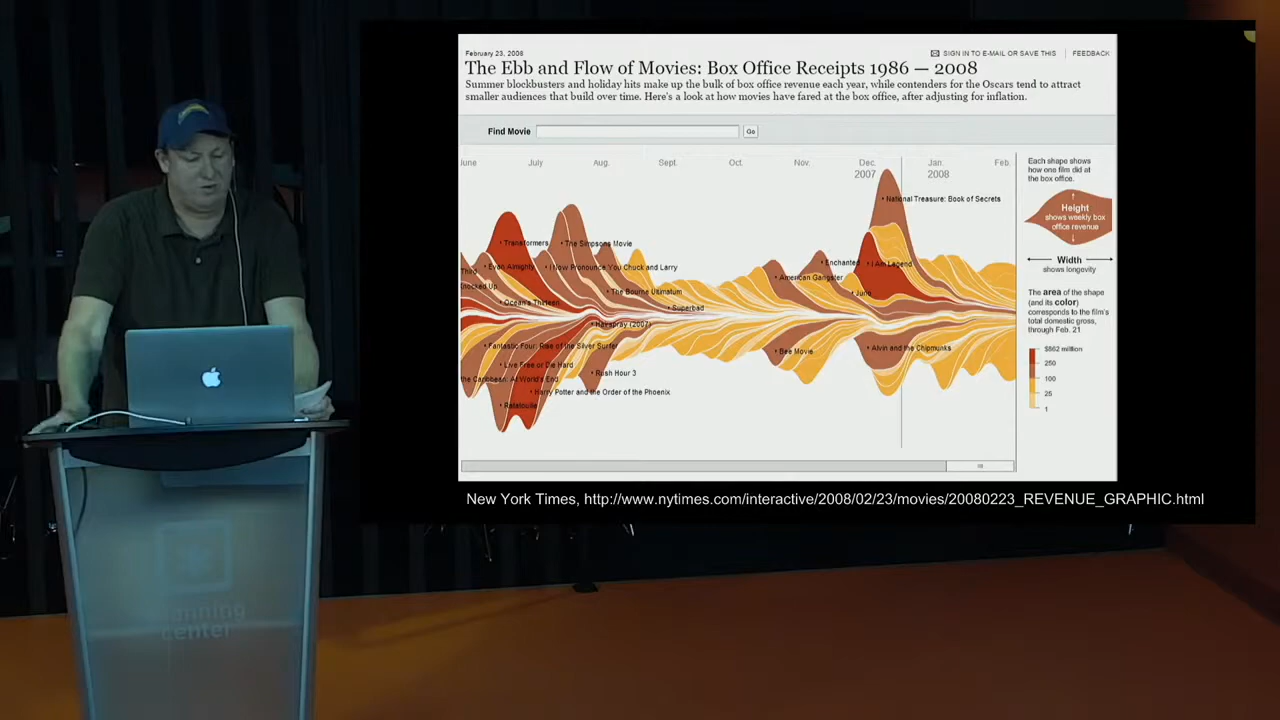 February 23, 2008
SIGN IN TO E-MAIL OR SAVE THIS
FEEDBACK
The Ebb and Flow of Movies: Box Office Receipts 1986 — 2008
Summer blockbusters and holiday hits make up the bulk of box office revenue each year, while contenders for the Oscars tend to attract
smaller audiences that build over time. Here's a look at how movies have fared at the box office, after adjusting for inflation.
Find Movie
Go
June
July
Aug.
Sept.
Oct.
Nov.
Dec.
2007
Jan.
2008
Feb.
National Treasure: Book of Secrets
Transformers
The Simpsons Movie
Third
Evan Almighty
I Now Pronounce You Chuck and Larry
Enchanted
I Am Legend
American Gangster
Knocked Up
The Bourne Ultimatum
Juno
Ocean's Thirteen
Superbad
Hairspray (2007)
Fantastic Four: Rise of the Silver Surfer
Bee Movie
Alvin and the Chipmunks
Live Free or Die Hard
Rush Hour 3
the Caribbean: At World's End
Harry Potter and the Order of the Phoenix
Ratatouille
Each shape shows
how one film did at
the box office.
Height
shows weekly box
office revenue
Width
shows longevity
The area of the shape
(and its color)
corresponds to the film's
total domestic gross,
through Feb. 21
$862 million
250
100
25
1
New York Times, http://www.nytimes.com/interactive/2008/02/23/movies/20080223_REVENUE_GRAPHIC.html
planning
center